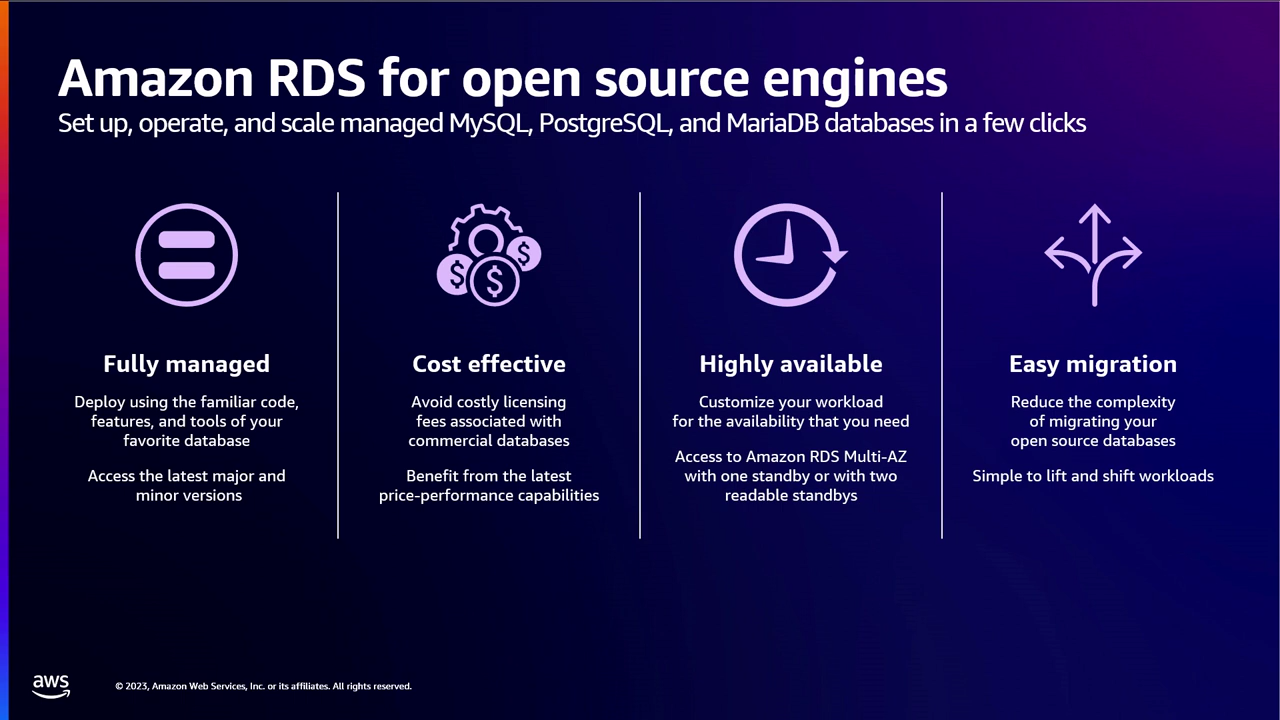 Amazon RDS for open source engines
Set up, operate, and scale managed MySQL, PostgreSQL, and MariaDB databases in a few clicks
$
$
$
Fully managed
Deploy using the familiar code,
features, and tools of your
favorite database
Access the latest major and
minor versions
Cost effective
Avoid costly licensing
fees associated with
commercial databases
Benefit from the latest
price-performance capabilities
Highly available
Customize your workload
for the availability that you need
Access to Amazon RDS Multi-AZ
with one standby or with two
readable standbys
Easy migration
Reduce the complexity
of migrating your
open source databases
Simple to lift and shift workloads
aws
© 2023, Amazon Web Services, Inc. or its affiliates. All rights reserved.